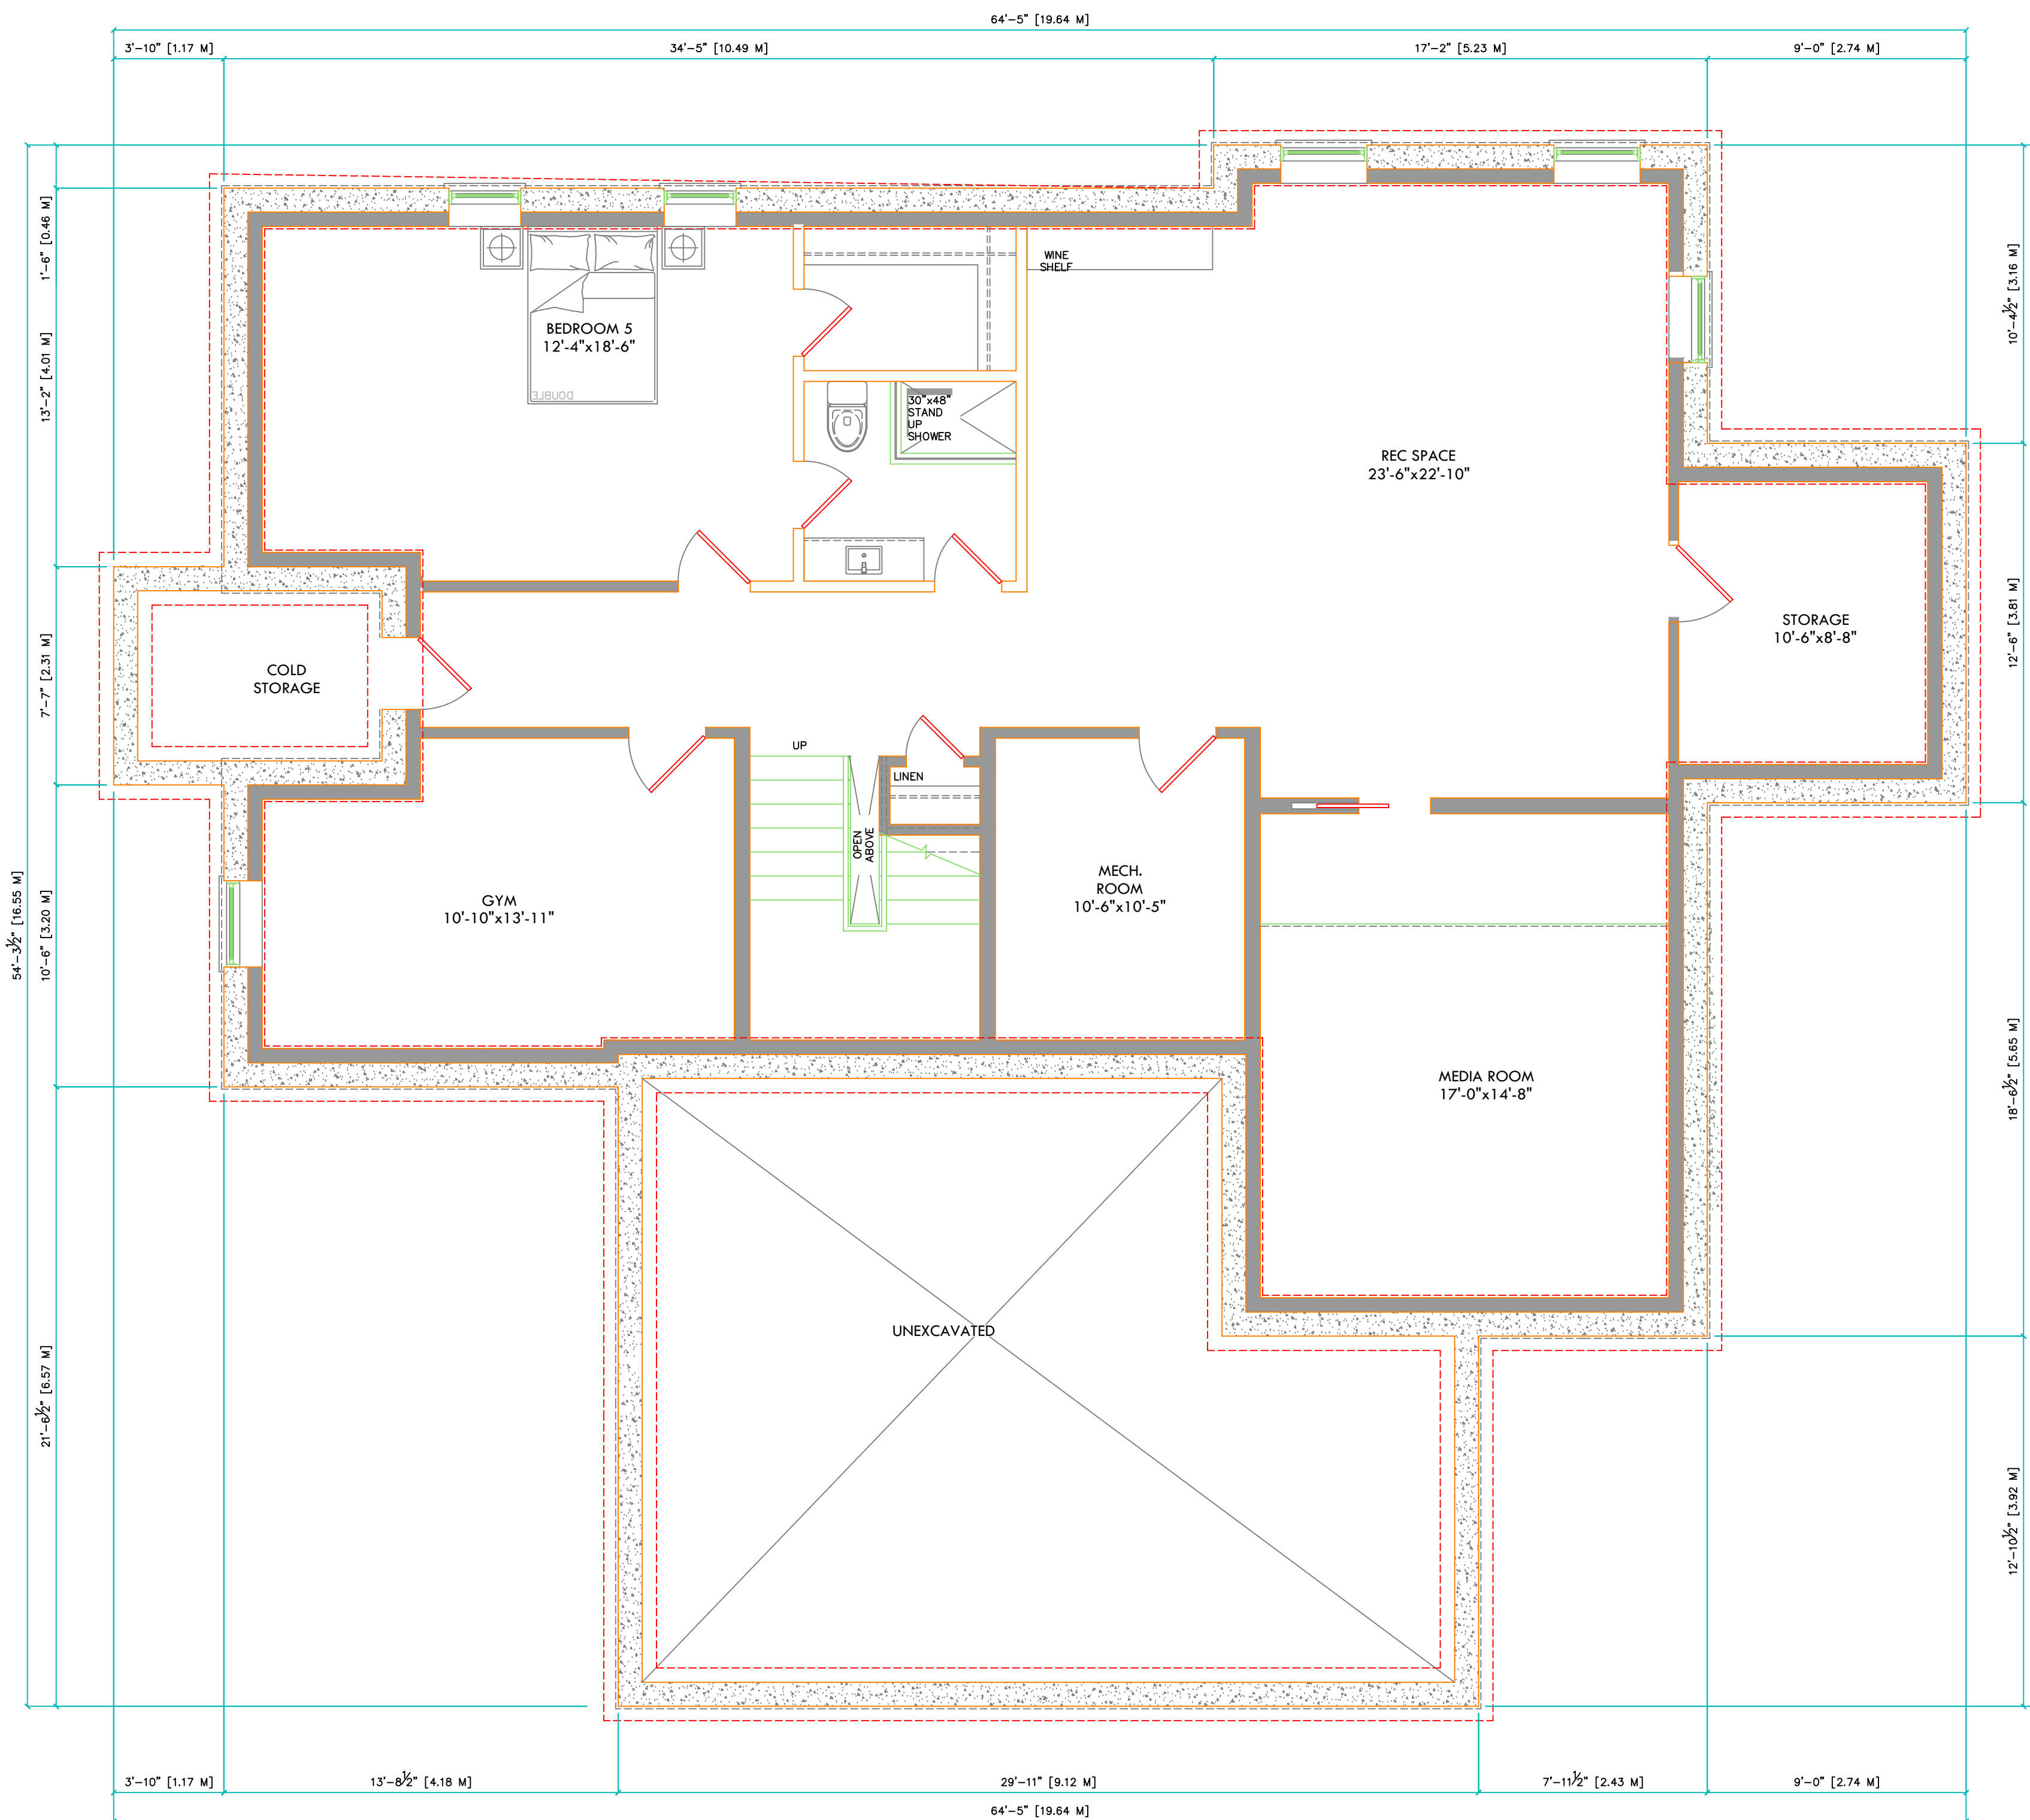 64'-5" [19.64 M]
3'-10" [1.17 M]
34'-5" [10.49 M]
17'-2" [5.23 M]
9'-0" [2.74 M]
1'-6" [0.46 M]
13'-2" [4.01 M]
7'-7" [2.31 M]
10'-6" [3.20 M]
54'-3½" [16.55 M]
21'-6½" [6.57 M]
BEDROOM 5
12'-4"x18'-6"
DOUBLE
WINE
SHELF
30"x48"
STAND
UP
SHOWER
REC SPACE
23'-6"x22'-10"
10'-4½" [3.16 M]
COLD
STORAGE
STORAGE
10'-6"x8'-8"
12'-6" [3.81 M]
UP
LINEN
OPEN
ABOVE
GYM
10'-10"x13'-11"
MECH.
ROOM
10'-6"x10'-5"
MEDIA ROOM
17'-0"x14'-8"
18'-6½" [5.65 M]
UNEXCAVATED
12'-10½" [3.92 M]
3'-10" [1.17 M]
13'-8½" [4.18 M]
29'-11" [9.12 M]
7'-11½" [2.43 M]
9'-0" [2.74 M]
64'-5" [19.64 M]